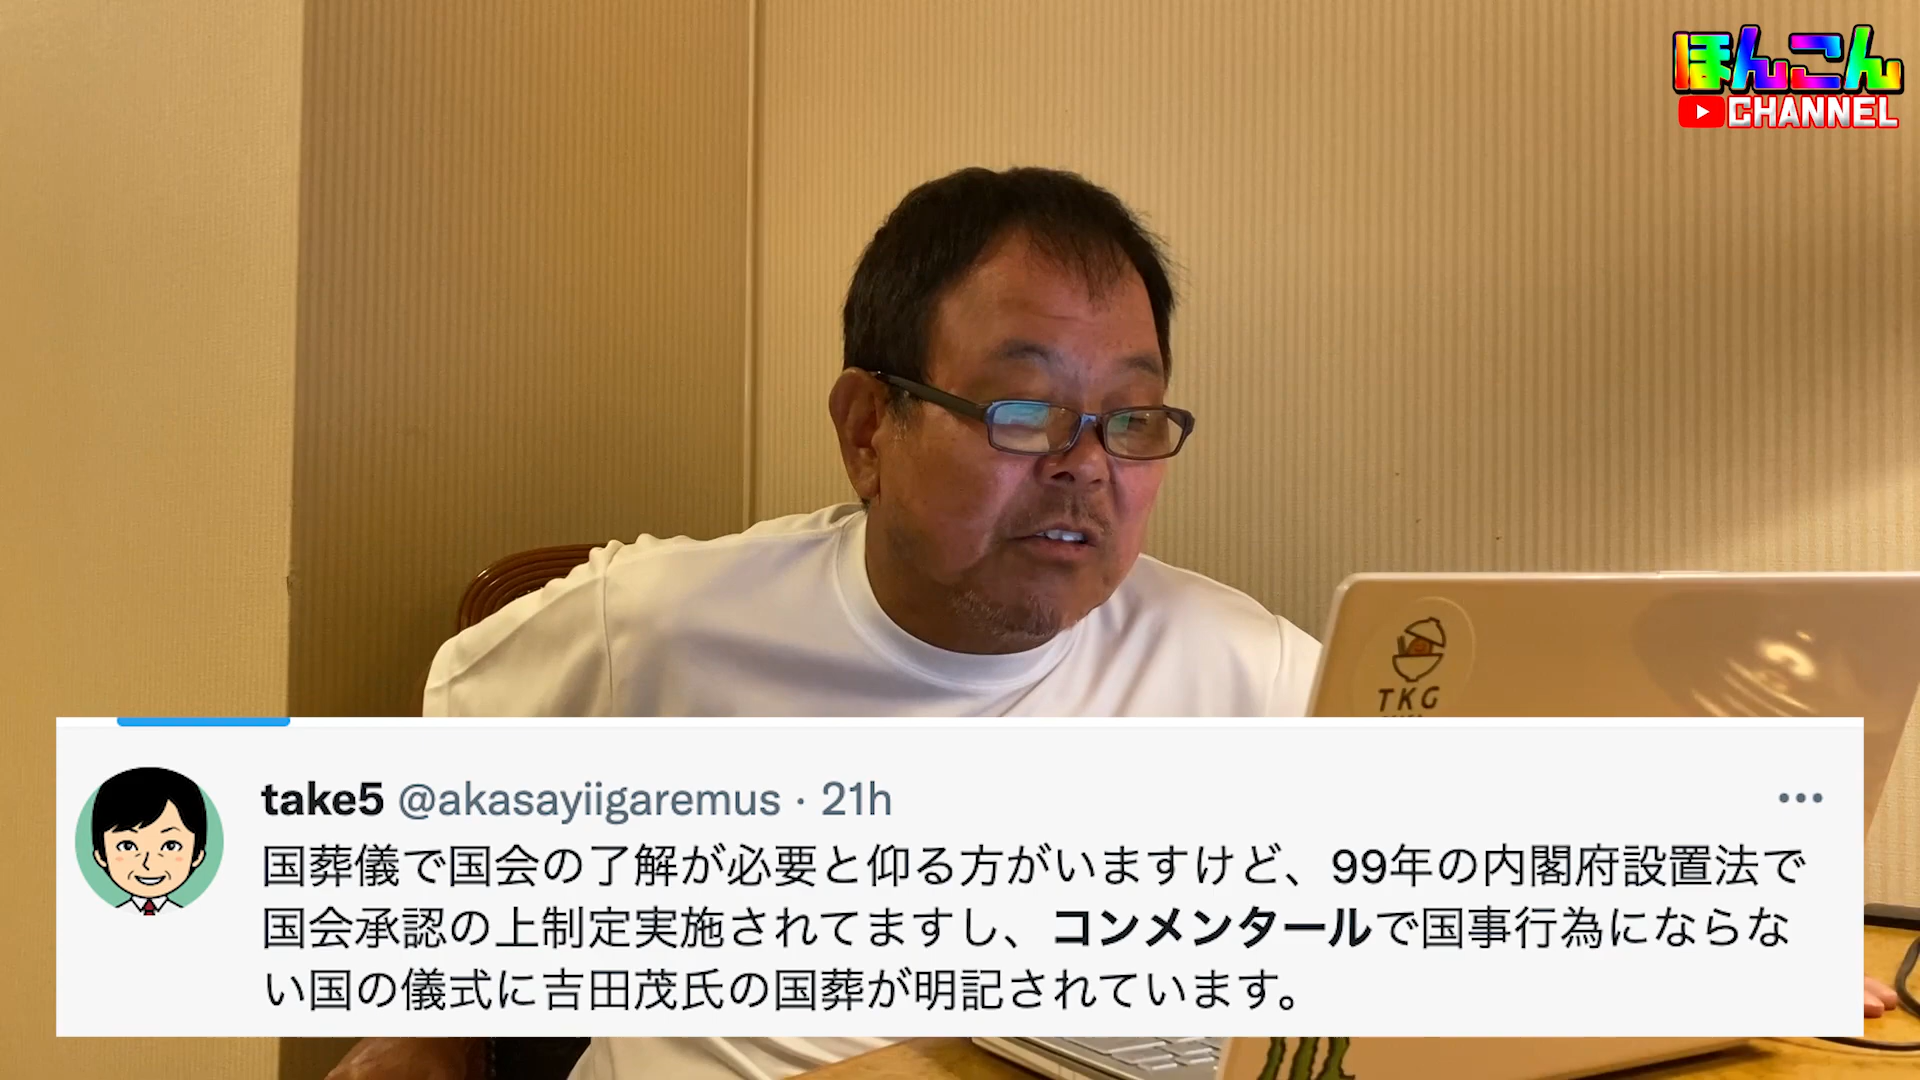 ほんこん
CHANNEL
TKG
take5 @akasayiigaremus · 21h
国葬儀で国会の了解が必要と仰る方がいますけど、99年の内閣府設置法で
国会承認の上制定実施されてますし、コンメンタールで国事行為にならな
い国の儀式に吉田茂氏の国葬が明記されています。